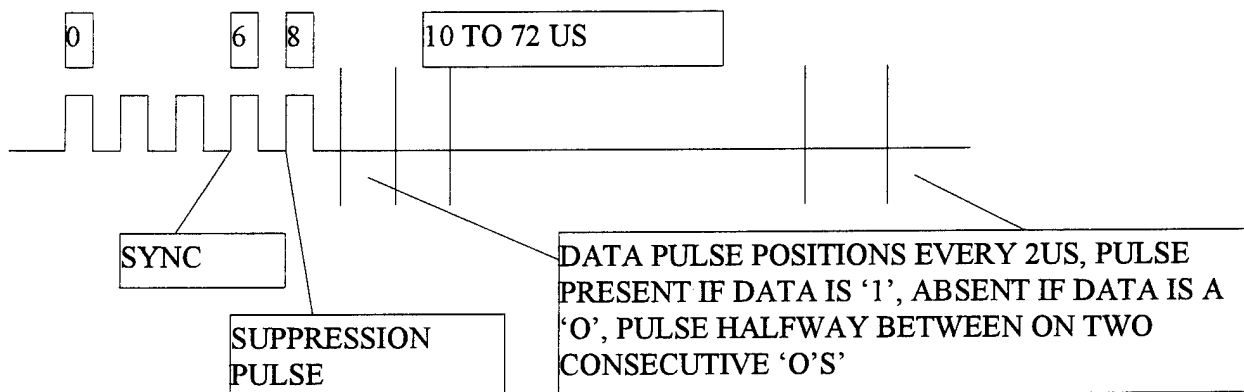 0
6
8
10 TO 72 US
SYNC
SUPPRESSION
PULSE
DATA PULSE POSITIONS EVERY 2US, PULSE
PRESENT IF DATA IS ‘1’, ABSENT IF DATA IS A
‘O’, PULSE HALFWAY BETWEEN ON TWO
CONSECUTIVE ‘O’S’